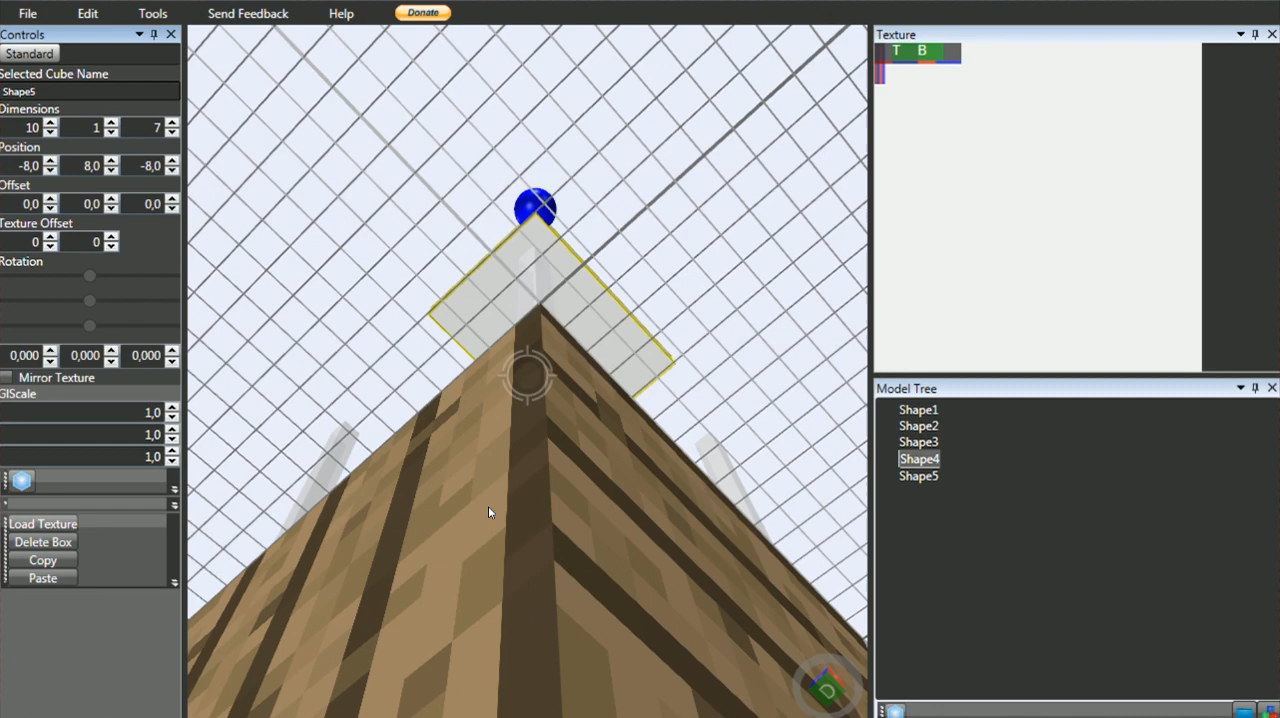 File Edit Tools Send Feedback Help Donate
Controls
Standard
Selected Cube Name
Shape5
Dimensions
10 1 7
Position
-8,0 8,0 -8,0
Offset
0,0 0,0 0,0
Texture Offset
0 0
Rotation
0,000 0,000 0,000
Mirror Texture
GlScale
1,0
1,0
1,0
Load Texture
Delete Box
Copy
Paste
D
Texture
T B
Model Tree
Shape1
Shape2
Shape3
Shape4
Shape5